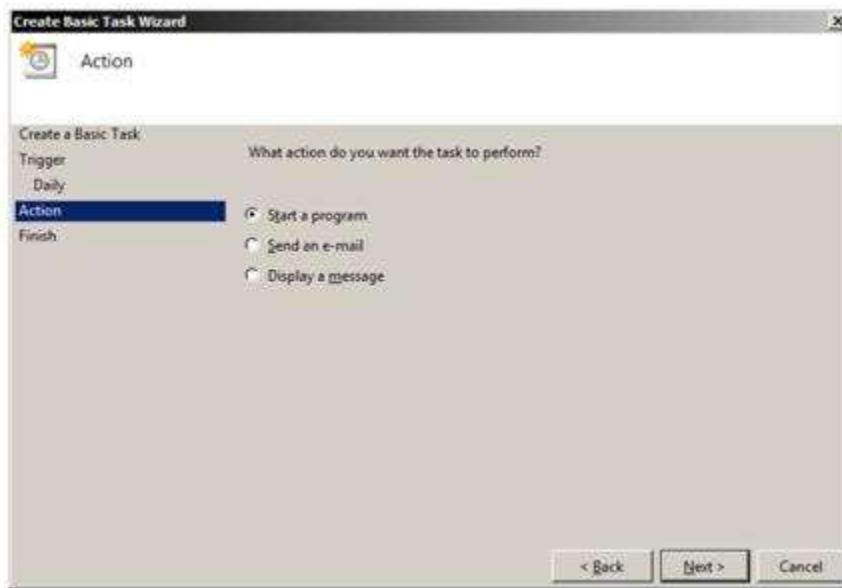 Create Basic Task Wizard
Action
Create a Basic Task
Trigger
Daily
Action
Finish
What action do you want the task to perform?
Start a program
Send an e-mail
Display a message
< Back
Next >
Cancel